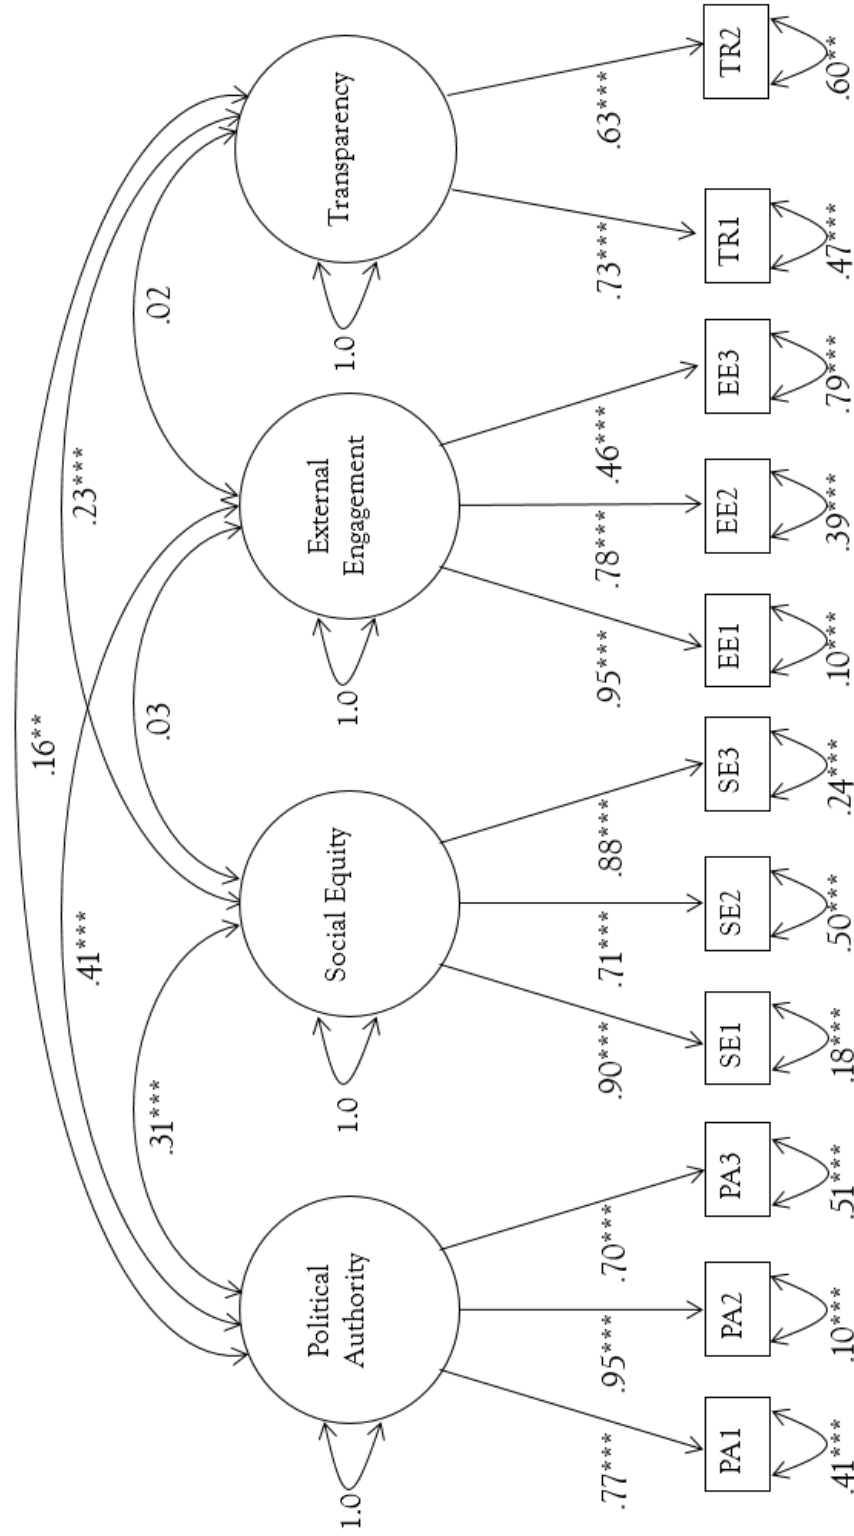 .16**
.41***
.23***
.31***
.03
.02
1.0
Political
Authority
1.0
Social Equity
1.0
External
Engagement
1.0
Transparency
.77***
.95***
.70***
.90***
.71***
.88***
.95***
.78***
.46***
.73***
.63***
PA1
PA2
PA3
SE1
SE2
SE3
EE1
EE2
EE3
TR1
TR2
.41***
.10***
.51***
.18***
.50***
.24***
.10***
.39***
.79***
.47***
.60**